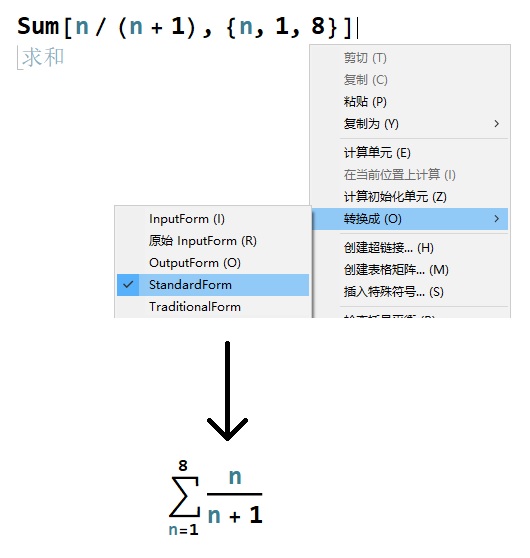 Sum[n / (n + 1), {n, 1, 8}]
求和
剪切 (T)
复制 (C)
粘贴 (P)
复制为 (Y)
计算单元 (E)
在当前位置上计算 (I)
计算初始化单元 (Z)
转换成 (O)
InputForm (I)
原始 InputForm (R)
OutputForm (O)
StandardForm
TraditionalForm
创建超链接... (H)
创建表格矩阵... (M)
插入特殊符号... (S)
8
∑ n
n=1 n + 1